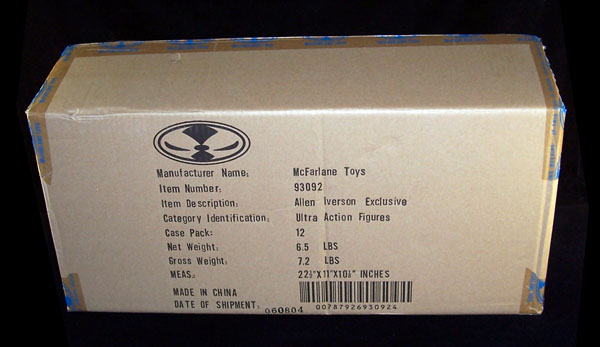 Manufacturer Name: McFarlane Toys
Item Number: 93092
Item Description: Allen Iverson Exclusive
Category Identification: Ultra Action Figures
Case Pack: 12
Net Weight: 6.5 LBS
Gross Weight: 7.2 LBS
MEAS.: 22½"X11"X10¼" INCHES
MADE IN CHINA
DATE OF SHIPMENT: 060804
00787926930924